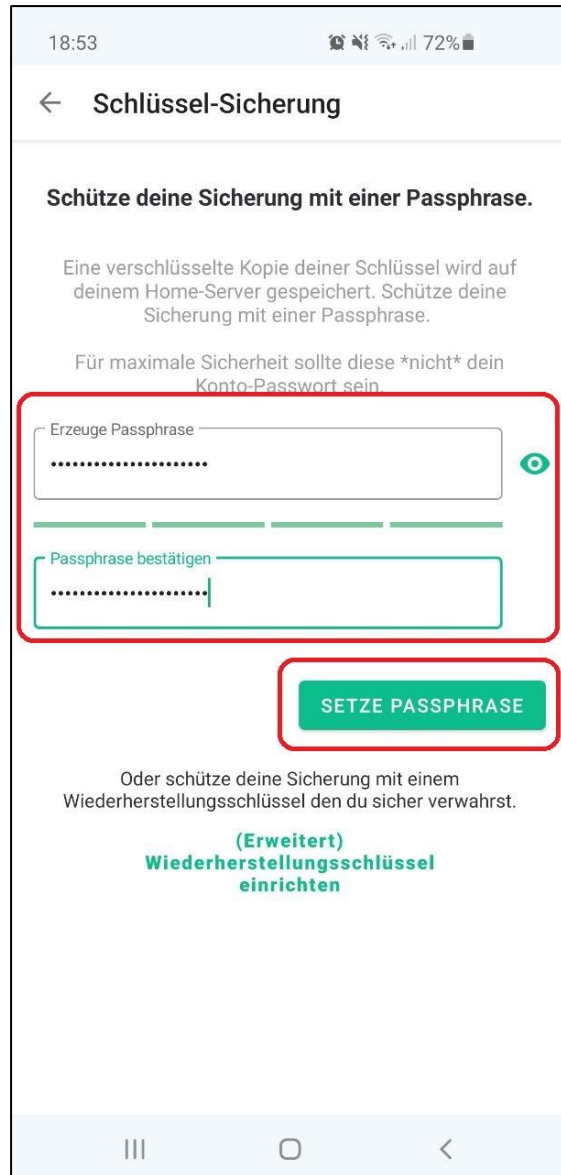 18:53 72%
Schlüssel-Sicherung
Schütze deine Sicherung mit einer Passphrase.
Eine verschlüsselte Kopie deiner Schlüssel wird auf
deinem Home-Server gespeichert. Schütze deine
Sicherung mit einer Passphrase.
Für maximale Sicherheit sollte diese *nicht* dein
Konto-Passwort sein.
Erzeuge Passphrase
••••••••••••••••••••••
Passphrase bestätigen
••••••••••••••••••••••
SETZE PASSPHRASE
Oder schütze deine Sicherung mit einem
Wiederherstellungsschlüssel den du sicher verwahrst.
(Erweitert)
Wiederherstellungsschlüssel
einrichten